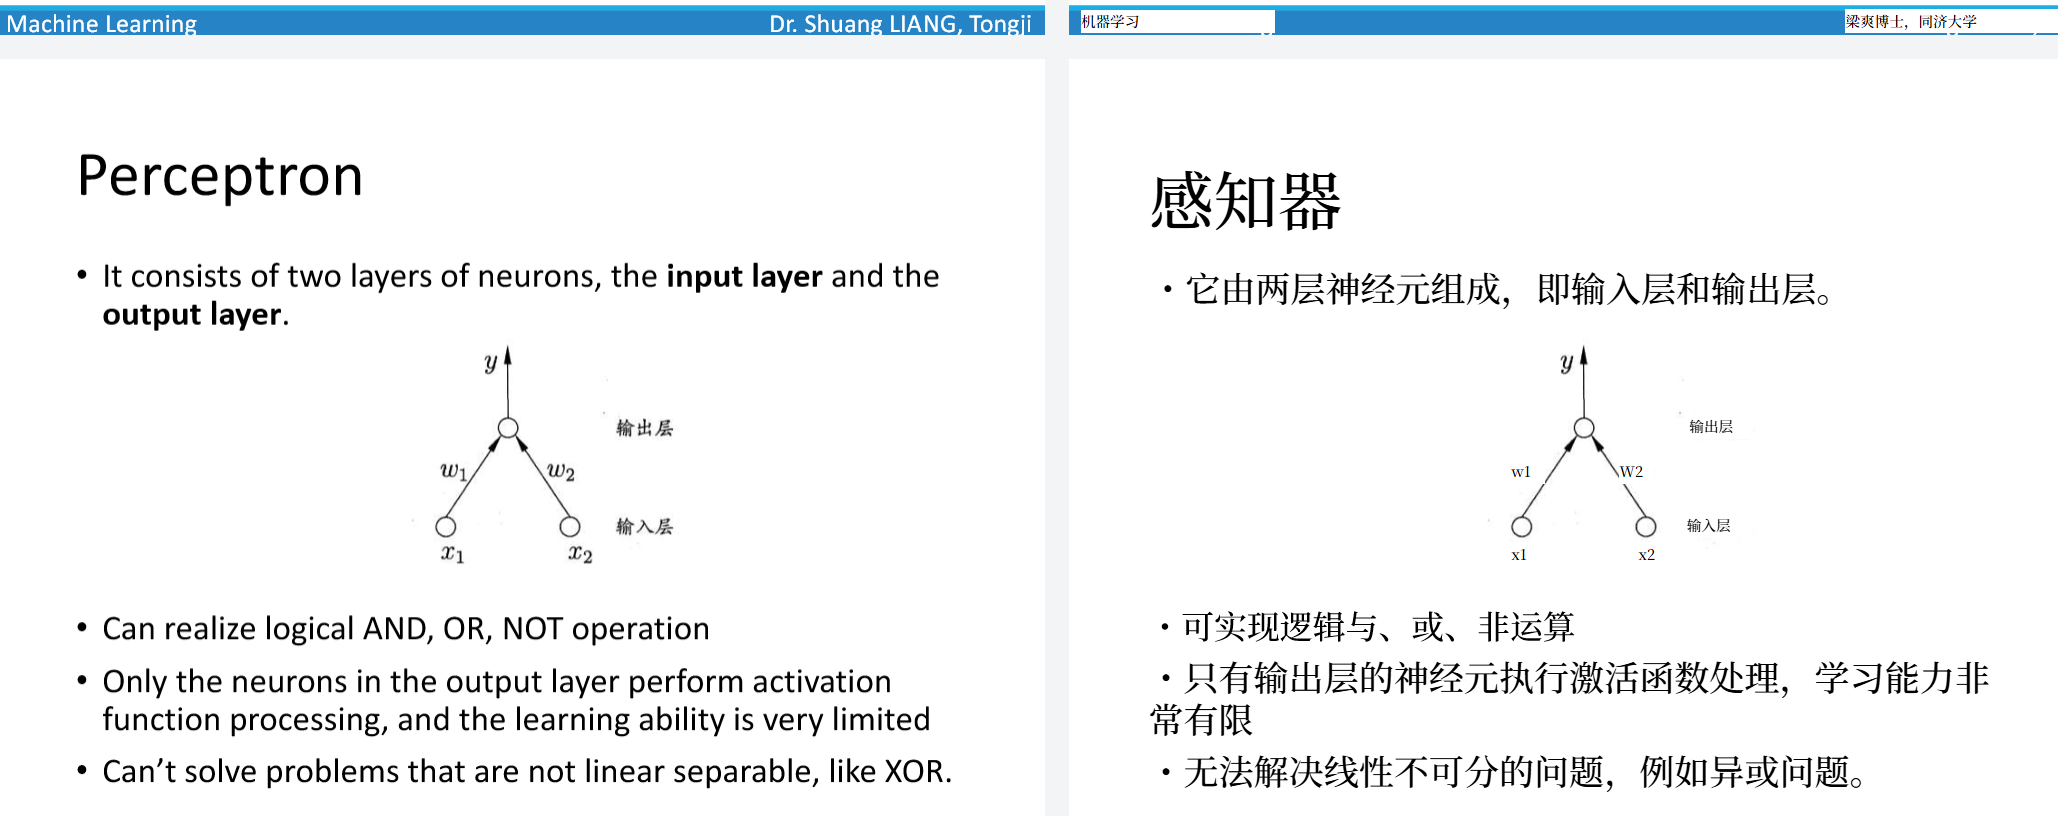 Machine Learning
Dr. Shuang LIANG, Tongji
Perceptron
• It consists of two layers of neurons, the input layer and the
output layer.
y
输出层
w1
w2
输入层
x1
x2
• Can realize logical AND, OR, NOT operation
• Only the neurons in the output layer perform activation
function processing, and the learning ability is very limited
• Can't solve problems that are not linear separable, like XOR.
机器学习
梁爽博士，同济大学
感知器
·它由两层神经元组成，即输入层和输出层。
y
输出层
w1
W2
输入层
x1
x2
·可实现逻辑与、或、非运算
·只有输出层的神经元执行激活函数处理，学习能力非
常有限
·无法解决线性不可分的问题，例如异或问题。